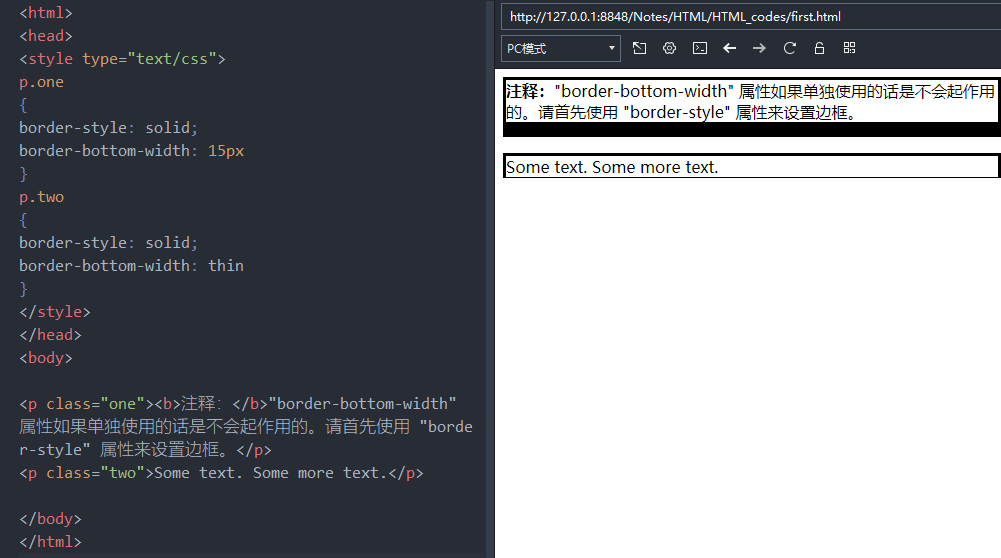 <html>
<head>
<style type="text/css">
p.one
{
border-style: solid;
border-bottom-width: 15px
}
p.two
{
border-style: solid;
border-bottom-width: thin
}
</style>
</head>
<body>
<p class="one"><b>注释：</b>"border-bottom-width"
属性如果单独使用的话是不会起作用的。请首先使用 "borde
r-style" 属性来设置边框。</p>
<p class="two">Some text. Some more text.</p>
</body>
</html>
http://127.0.0.1:8848/Notes/HTML/HTML_codes/first.html
PC模式
注释："border-bottom-width" 属性如果单独使用的话是不会起作用
的。请首先使用 "border-style" 属性来设置边框。
Some text. Some more text.